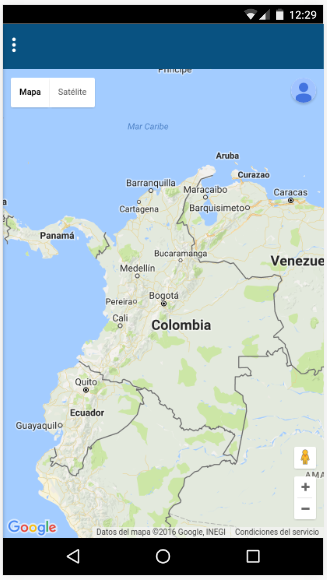 12:29
Príncipe
Mapa
Satélite
Mar Caribe
Aruba
Curazao
Barranquilla
Maracaibo
Caracas
Cartagena
Barquisimeto
Panamá
Bucaramanga
Venezue
Medellín
Bogotá
Pereira
Cali
Colombia
Quito
Ecuador
Guayaquil
AMA
+
−
Google
Datos del mapa ©2016 Google, INEGI
Condiciones del servicio